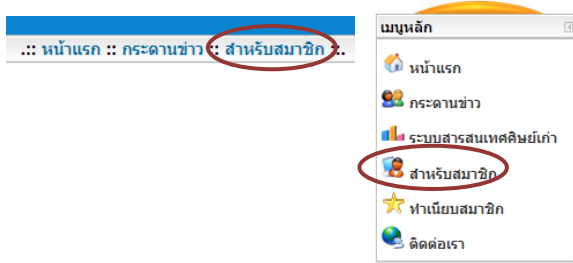 .:: หน้าแรก :: กระดานข่าว :: สำหรับสมาชิก ::.
เมนูหลัก
หน้าแรก
กระดานข่าว
ระบบสารสนเทศศิษย์เก่า
สำหรับสมาชิก
ทำเนียบสมาชิก
ติดต่อเรา